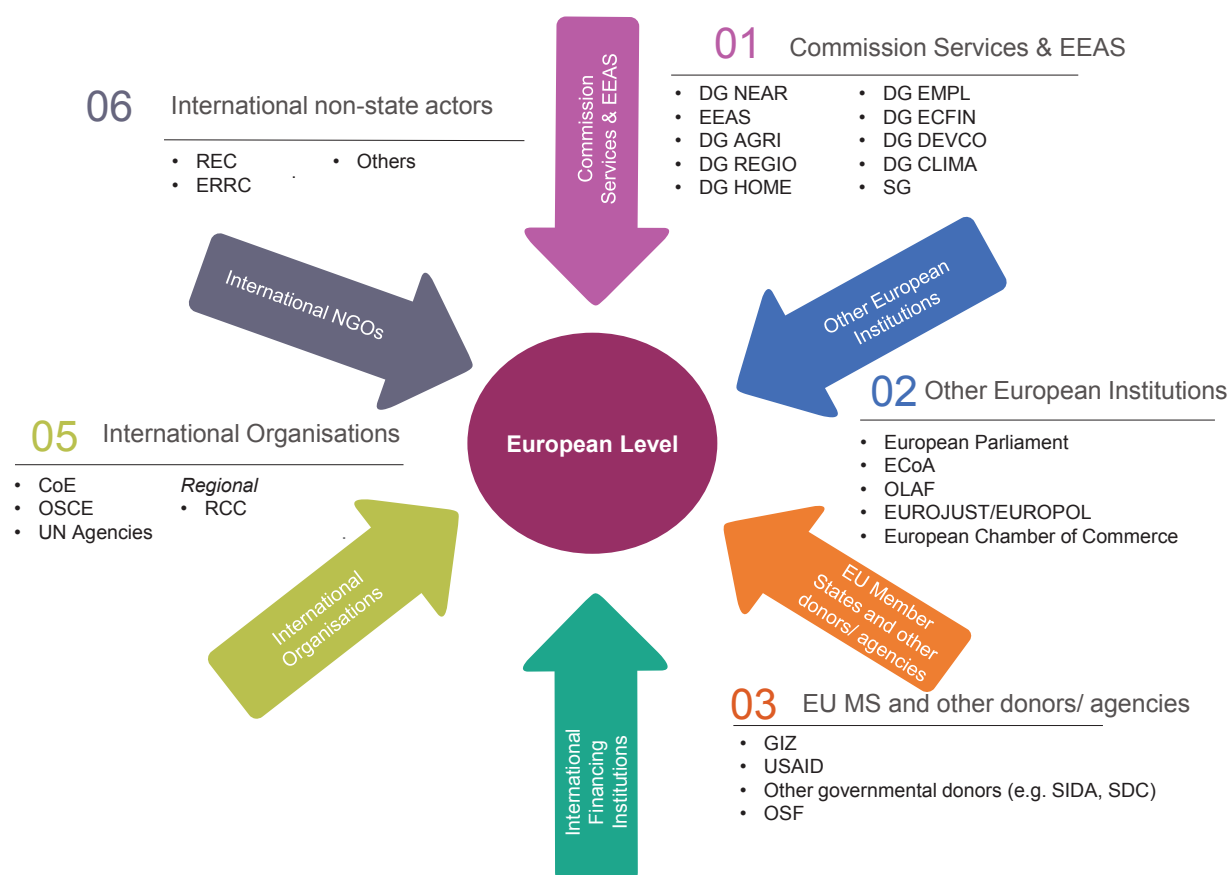 01 Commission Services & EEAS
• DG NEAR
• EEAS
• DG AGRI
• DG REGIO
• DG HOME
• DG EMPL
• DG ECFIN
• DG DEVCO
• DG CLIMA
• SG
Commission
Services & EEAS
06 International non-state actors
• REC
• ERRC
• Others
.
International NGOs
Other European
Institutions
02 Other European Institutions
• European Parliament
• ECoA
• OLAF
• EUROJUST/EUROPOL
• European Chamber of Commerce
European Level
05 International Organisations
• CoE
• OSCE
• UN Agencies
Regional
• RCC
.
International
Organisations
EU Member
States and other
donors/ agencies
03 EU MS and other donors/ agencies
• GIZ
• USAID
• Other governmental donors (e.g. SIDA, SDC)
• OSF
International
Financing
Institutions